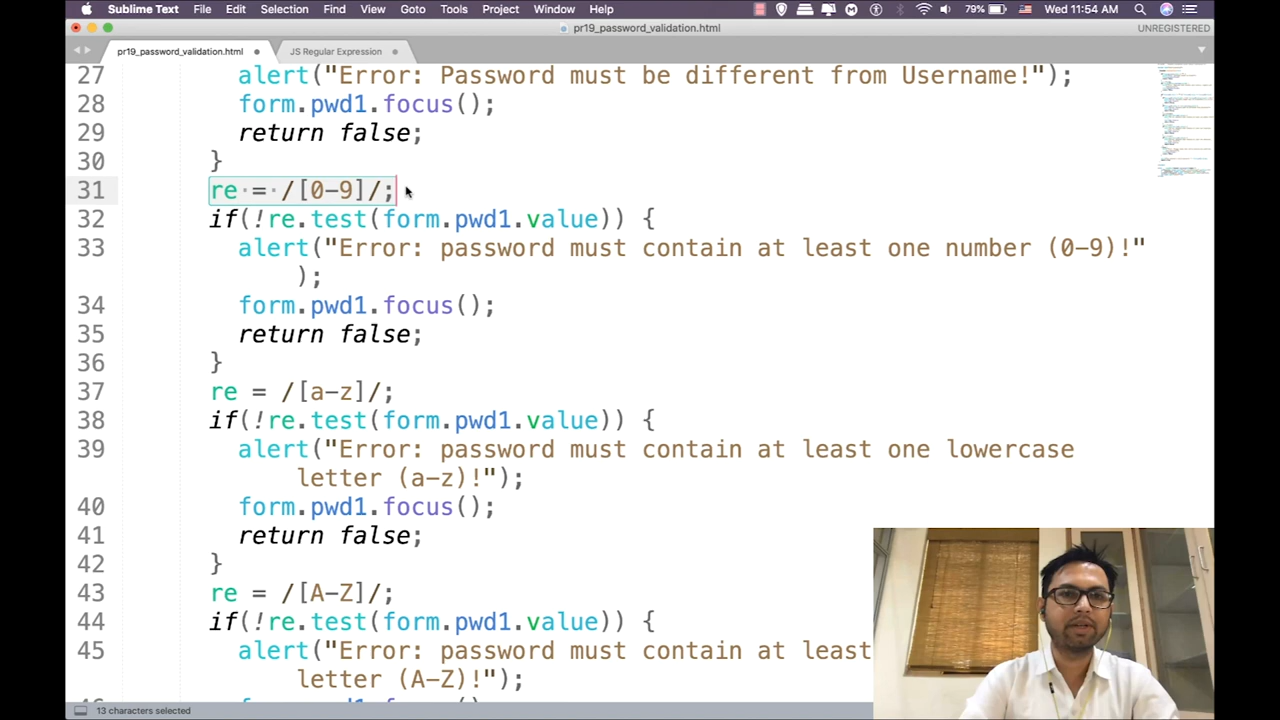 Sublime Text File Edit Selection Find View Goto Tools Project Window Help 79% Wed 11:54 AM
pr19_password_validation.html UNREGISTERED
pr19_password_validation.html JS Regular Expression
27 alert("Error: Password must be different from Username!");
28 form.pwd1.focus();
29 return false;
30 }
31 re = /[0-9]/;
32 if(!re.test(form.pwd1.value)) {
33 alert("Error: password must contain at least one number (0-9)!"
);
34 form.pwd1.focus();
35 return false;
36 }
37 re = /[a-z]/;
38 if(!re.test(form.pwd1.value)) {
39 alert("Error: password must contain at least one lowercase
letter (a-z)!");
40 form.pwd1.focus();
41 return false;
42 }
43 re = /[A-Z]/;
44 if(!re.test(form.pwd1.value)) {
45 alert("Error: password must contain at least
letter (A-Z)!");
13 characters selected